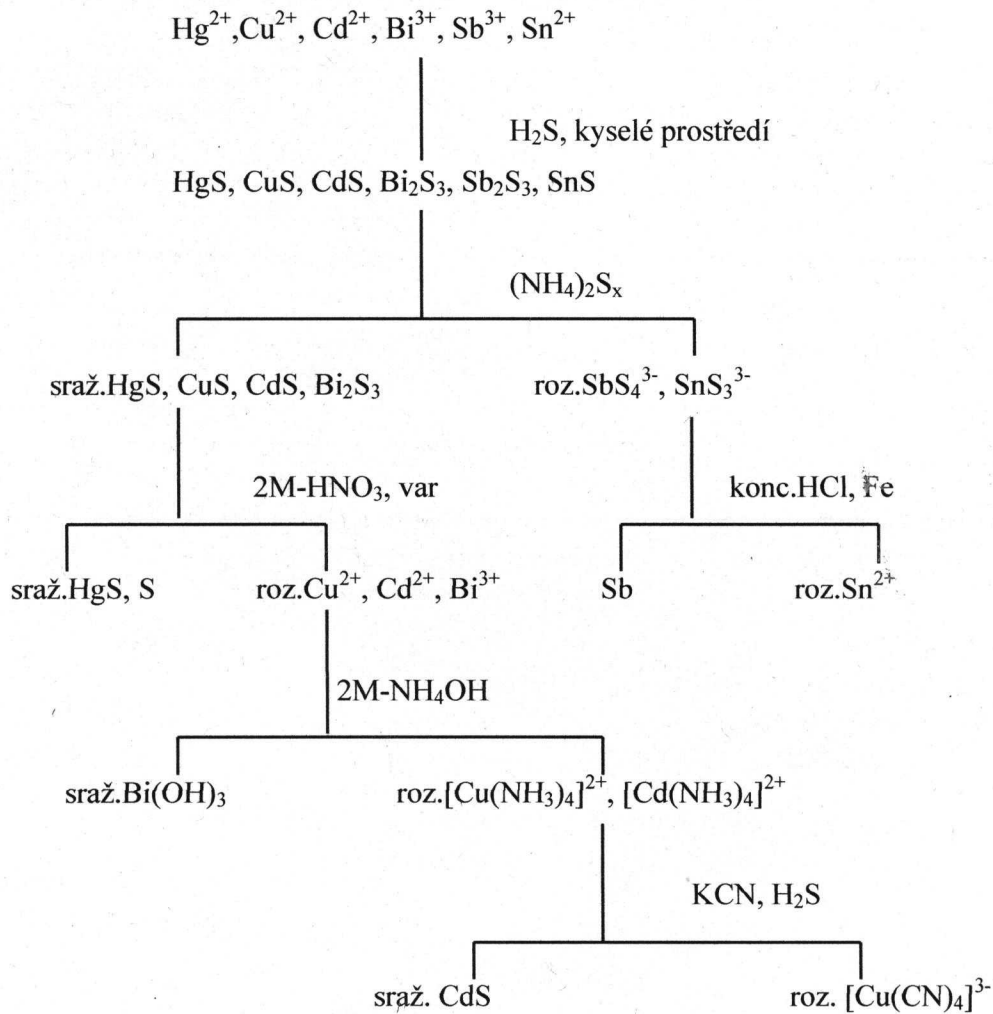 Hg²⁺,Cu²⁺, Cd²⁺, Bi³⁺, Sb³⁺, Sn²⁺
H₂S, kyselé prostředí
HgS, CuS, CdS, Bi₂S₃, Sb₂S₃, SnS
(NH₄)₂Sₓ
sraž.HgS, CuS, CdS, Bi₂S₃ roz.SbS₄³⁻, SnS₃³⁻
2M-HNO₃, var konc.HCl, Fe
sraž.HgS, S roz.Cu²⁺, Cd²⁺, Bi³⁺ Sb roz.Sn²⁺
2M-NH₄OH
sraž.Bi(OH)₃ roz.[Cu(NH₃)₄]²⁺, [Cd(NH₃)₄]²⁺
KCN, H₂S
sraž. CdS roz. [Cu(CN)₄]³⁻